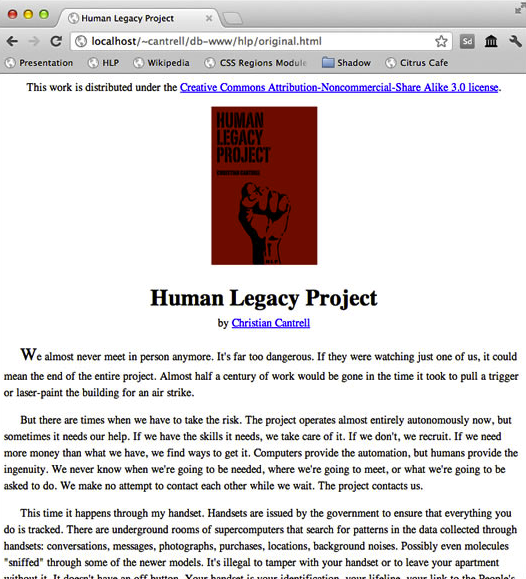 Human Legacy Project
localhost/~cantrell/db-www/hlp/original.html
Sd
Presentation HLP Wikipedia CSS Regions Module Shadow Citrus Cafe
This work is distributed under the Creative Commons Attribution-Noncommercial-Share Alike 3.0 license.
HUMAN
LEGACY
PROJECT
CHRISTIAN CANTRELL
Human Legacy Project
by Christian Cantrell
We almost never meet in person anymore. It's far too dangerous. If they were watching just one of us, it could
mean the end of the entire project. Almost half a century of work would be gone in the time it took to pull a trigger
or laser-paint the building for an air strike.
But there are times when we have to take the risk. The project operates almost entirely autonomously now, but
sometimes it needs our help. If we have the skills it needs, we take care of it. If we don't, we recruit. If we need
more money than what we have, we find ways to get it. Computers provide the automation, but humans provide the
ingenuity. We never know when we're going to be needed, where we're going to meet, or what we're going to be
asked to do. We make no attempt to contact each other while we wait. The project contacts us.
This time it happens through my handset. Handsets are issued by the government to ensure that everything you
do is tracked. There are underground rooms of supercomputers that search for patterns in the data collected through
handsets: conversations, messages, photographs, purchases, locations, background noises. Possibly even molecules
"sniffed" through some of the newer models. It's illegal to tamper with your handset or to leave your apartment
without it. It doesn't have an off button. Your handset is your identification, your lifeline, your link to the People's